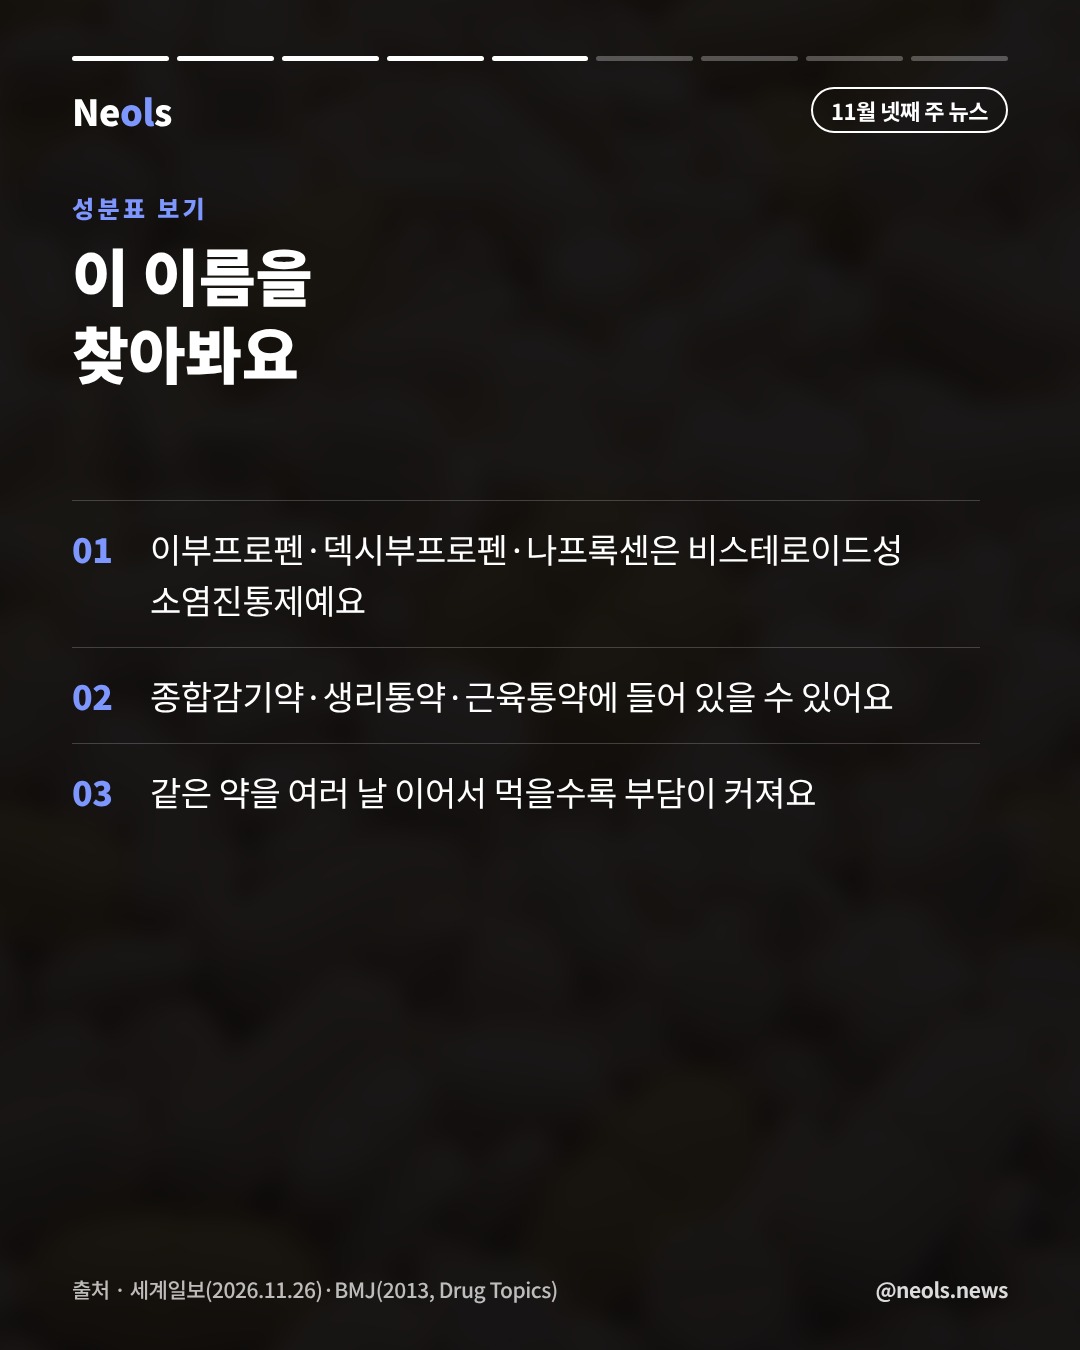 Neols
11월 넷째 주 뉴스
성분표 보기
이 이름을
찾아봐요
01 이부프로펜·덱시부프로펜·나프록센은 비스테로이드성
소염진통제예요
02 종합감기약·생리통약·근육통약에 들어 있을 수 있어요
03 같은 약을 여러 날 이어서 먹을수록 부담이 커져요
출처 · 세계일보(2026.11.26)·BMJ(2013, Drug Topics)
@neols.news